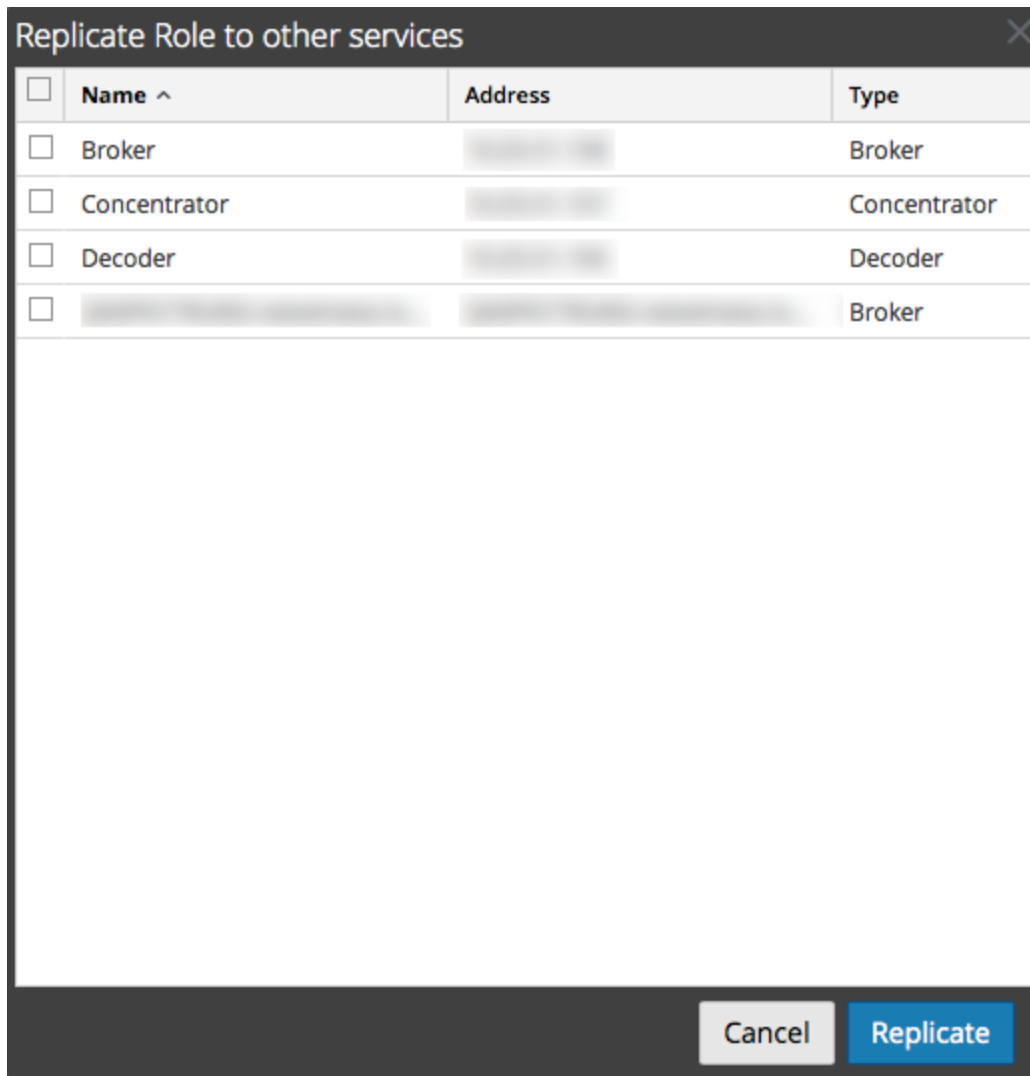 Replicate Role to other services
Name Address Type
Broker Broker
Concentrator Concentrator
Decoder Decoder
Broker
Cancel Replicate